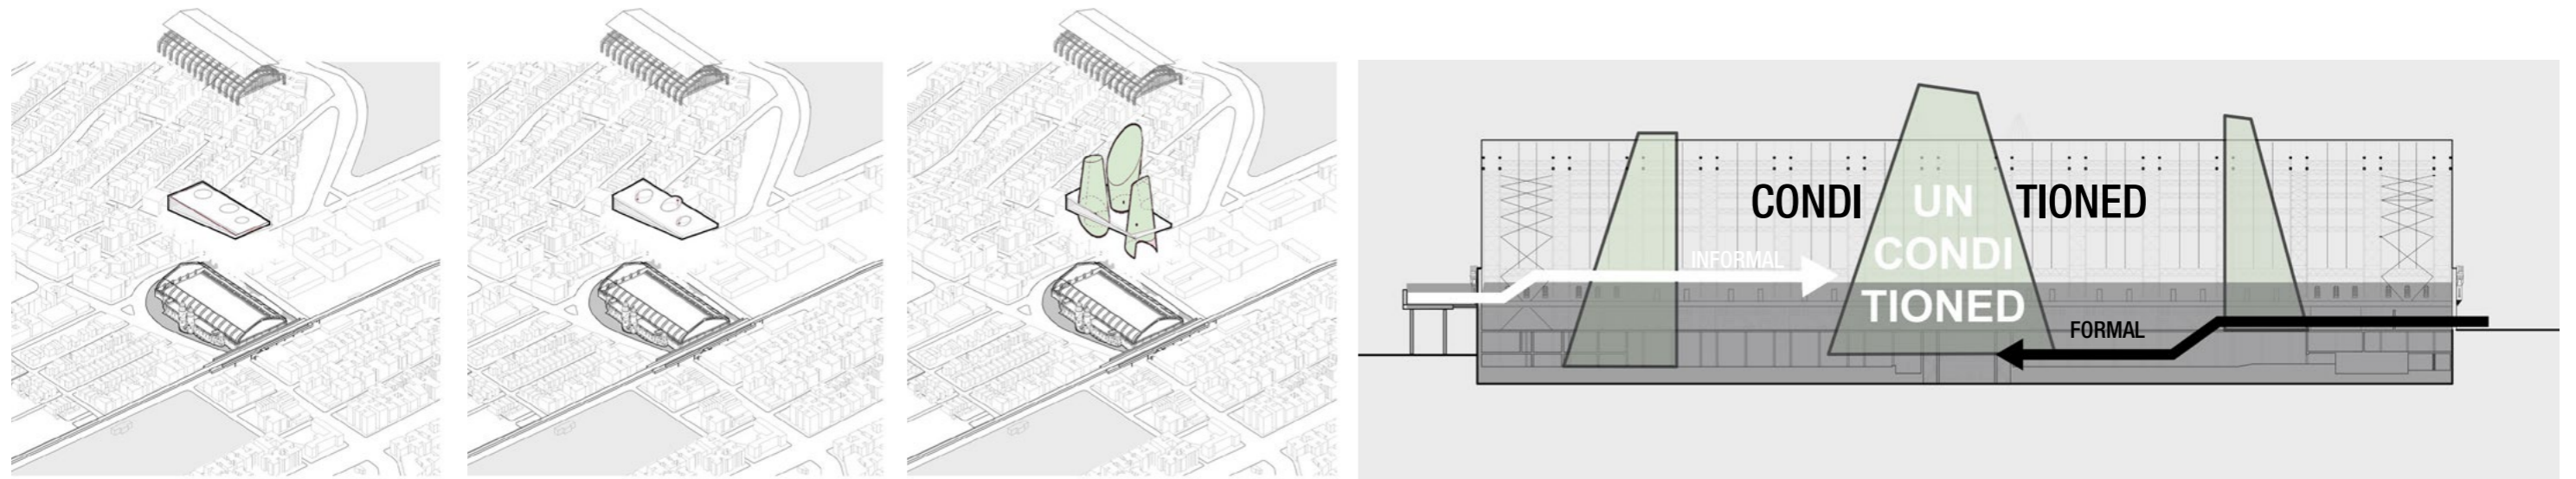 CONDI TIONED
UN
CONDI
TIONED
INFORMAL
FORMAL